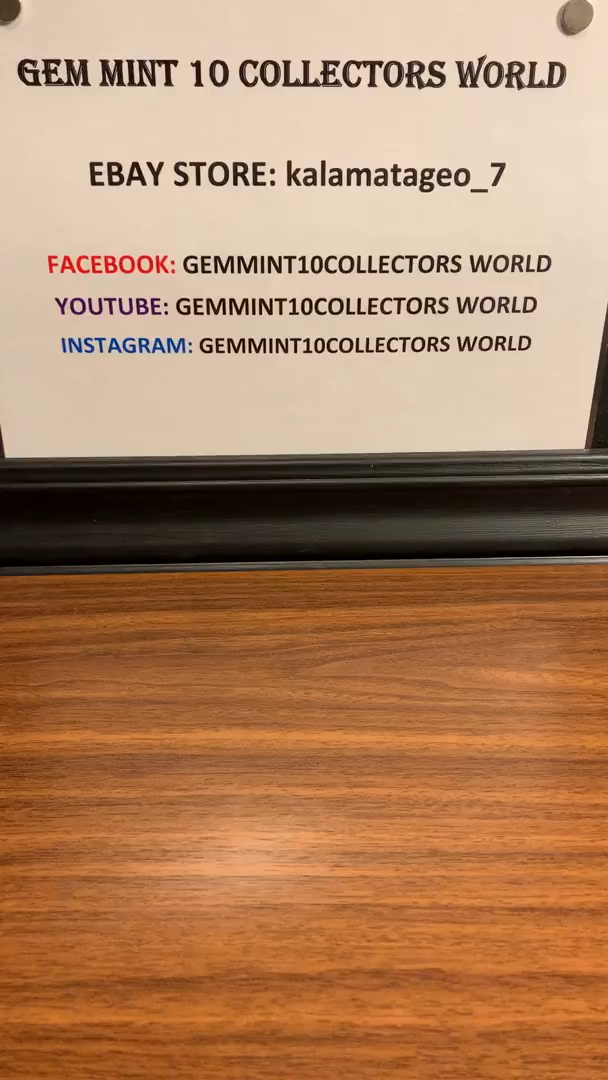 GEM MINT 10 COLLECTORS WORLD
EBAY STORE: kalamatageo_7
FACEBOOK: GEMMINT10COLLECTORS WORLD
YOUTUBE: GEMMINT10COLLECTORS WORLD
INSTAGRAM: GEMMINT10COLLECTORS WORLD